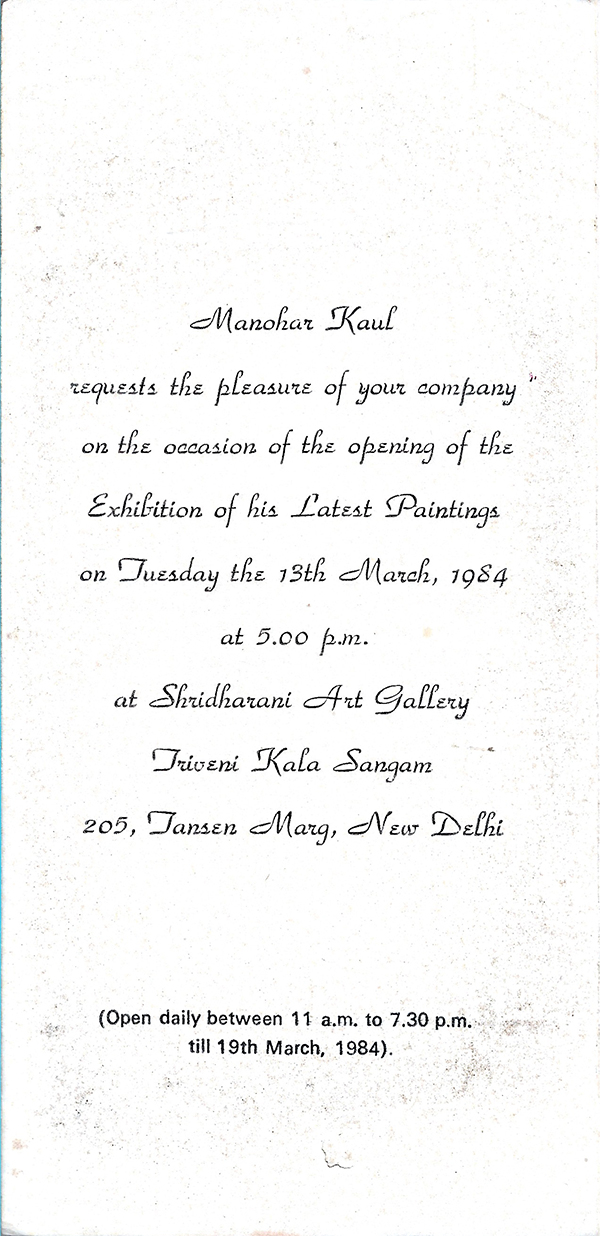 Manohar Kaul
requests the pleasure of your company
on the occasion of the opening of the
Exhibition of his Latest Paintings
on Tuesday the 13th March, 1984
at 5.00 p.m.
at Shridharani Art Gallery
Triveni Kala Sangam
205, Tansen Marg, New Delhi
(Open daily between 11 a.m. to 7.30 p.m.
till 19th March, 1984).